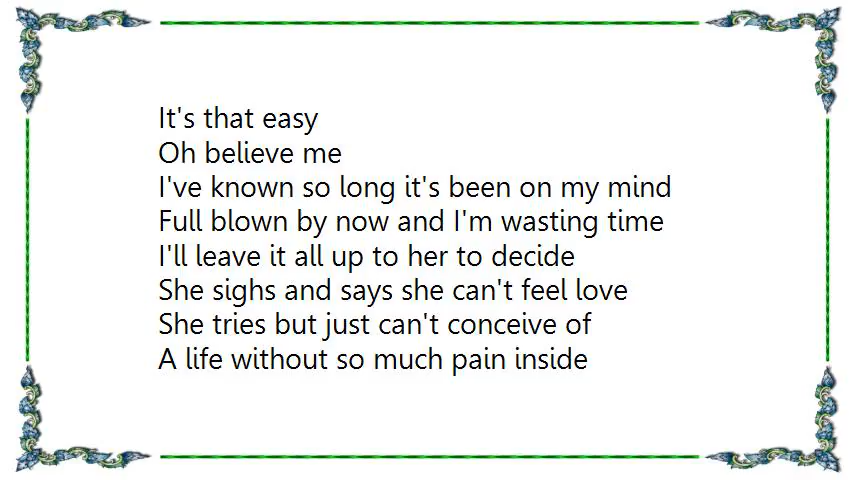 It's that easy
Oh believe me
I've known so long it's been on my mind
Full blown by now and I'm wasting time
I'll leave it all up to her to decide
She sighs and says she can't feel love
She tries but just can't conceive of
A life without so much pain inside